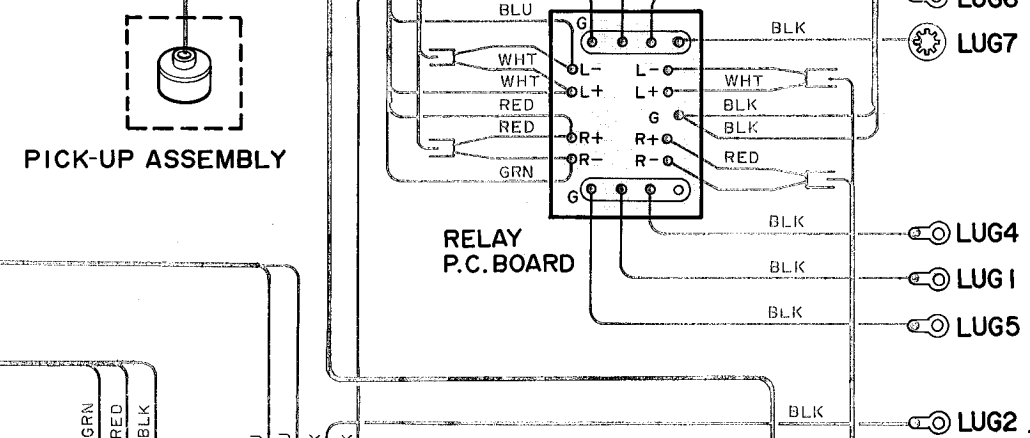 BLU
G
BLK
LUG6
LUG7
WHT
L-
L-
WHT
WHT
L+
L+
RED
G
BLK
RED
R+
R+
BLK
R-
R-
RED
GRN
G
PICK-UP ASSEMBLY
RELAY
P.C.BOARD
BLK
LUG4
BLK
LUG1
BLK
LUG5
GRN
RED
BLK
BLK
LUG2